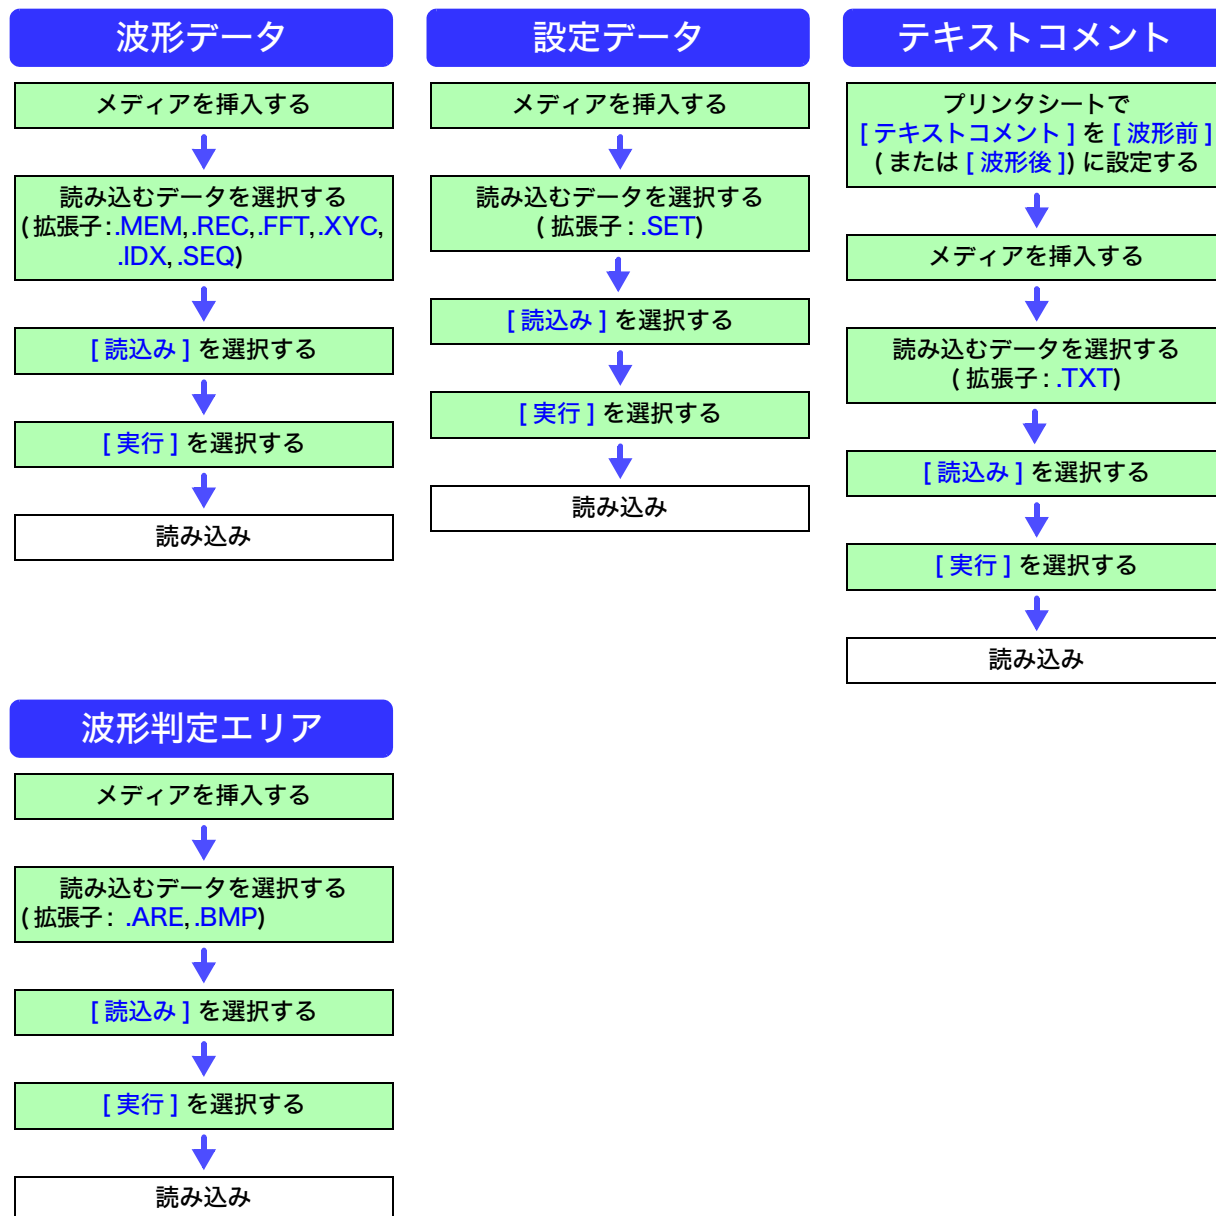 波形データ
メディアを挿入する
読み込むデータを選択する
(拡張子:.MEM,.REC,.FFT,.XYC,
.IDX,.SEQ)
[読込み]を選択する
[実行]を選択する
読み込み
設定データ
メディアを挿入する
読み込むデータを選択する
(拡張子:.SET)
[読込み]を選択する
[実行]を選択する
読み込み
テキストコメント
プリンタシートで
[テキストコメント]を[波形前]
(または[波形後])に設定する
メディアを挿入する
読み込むデータを選択する
(拡張子:.TXT)
[読込み]を選択する
[実行]を選択する
読み込み
波形判定エリア
メディアを挿入する
読み込むデータを選択する
(拡張子: .ARE,.BMP)
[読込み]を選択する
[実行]を選択する
読み込み